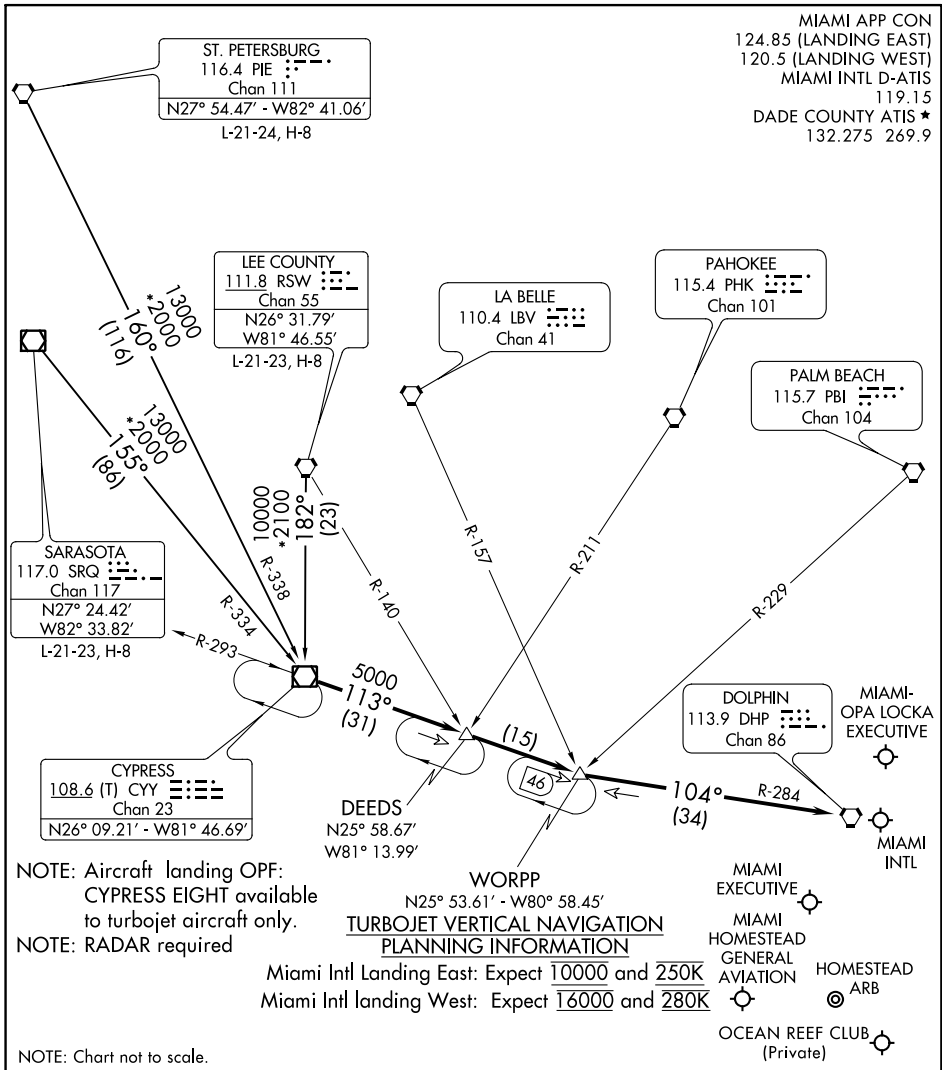 MIAMI APP CON
124.85 (LANDING EAST)
120.5 (LANDING WEST)
MIAMI INTL D-ATIS
119.15
DADE COUNTY ATIS ★
132.275 269.9
ST. PETERSBURG
116.4 PIE
Chan 111
N27° 54.47' - W82° 41.06'
L-21-24, H-8
LEE COUNTY
111.8 RSW
Chan 55
N26° 31.79'
W81° 46.55'
L-21-23, H-8
LA BELLE
110.4 LBV
Chan 41
PAHOKEE
115.4 PHK
Chan 101
PALM BEACH
115.7 PBI
Chan 104
13000
*2000
160°
(116)
13000
*2000
155°
(86)
10000
*2100
182°
(23)
R-338
R-334
R-293
R-140
R-157
R-211
R-229
SARASOTA
117.0 SRQ
Chan 117
N27° 24.42'
W82° 33.82'
L-21-23, H-8
5000
113°
(31)
(15)
46
104°
(34)
R-284
DOLPHIN
113.9 DHP
Chan 86
MIAMI-
OPA LOCKA
EXECUTIVE
MIAMI
INTL
CYPRESS
108.6 (T) CYY
Chan 23
N26° 09.21' - W81° 46.69'
DEEDS
N25° 58.67'
W81° 13.99'
WORPP
N25° 53.61' - W80° 58.45'
NOTE: Aircraft landing OPF:
CYPRESS EIGHT available
to turbojet aircraft only.
NOTE: RADAR required
TURBOJET VERTICAL NAVIGATION
PLANNING INFORMATION
Miami Intl Landing East: Expect 10000 and 250K
Miami Intl landing West: Expect 16000 and 280K
MIAMI
EXECUTIVE
MIAMI
HOMESTEAD
GENERAL
AVIATION
HOMESTEAD
ARB
OCEAN REEF CLUB
(Private)
NOTE: Chart not to scale.